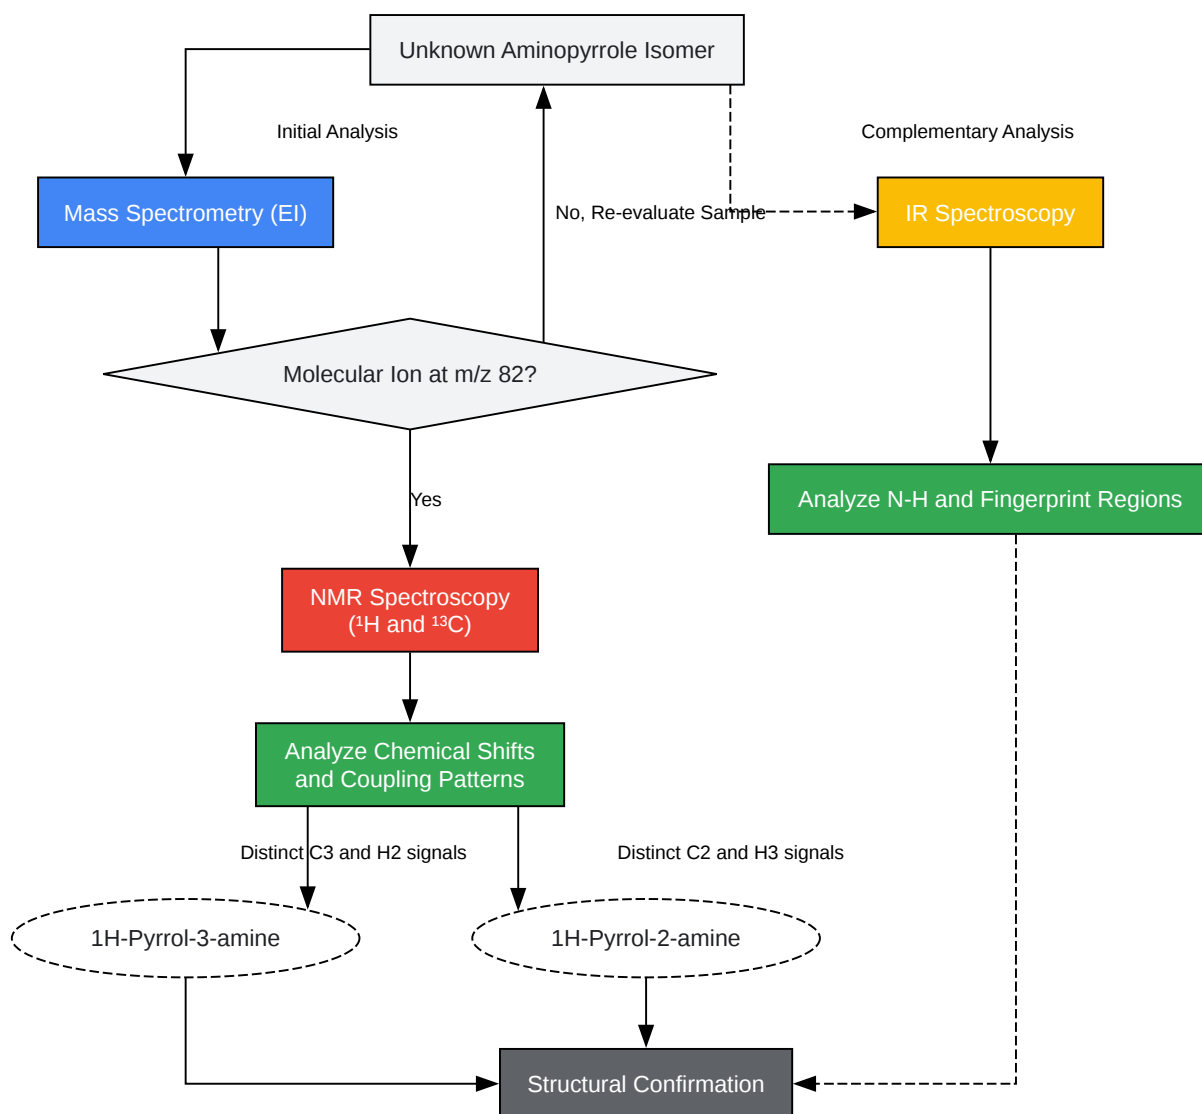 Unknown Aminopyrrole Isomer
Initial Analysis
Complementary Analysis
Mass Spectrometry (EI)
No, Re-evaluate Sample
IR Spectroscopy
Molecular Ion at m/z 82?
Yes
Analyze N-H and Fingerprint Regions
NMR Spectroscopy
(¹H and ¹³C)
Analyze Chemical Shifts
and Coupling Patterns
Distinct C3 and H2 signals
Distinct C2 and H3 signals
1H-Pyrrol-3-amine
1H-Pyrrol-2-amine
Structural Confirmation